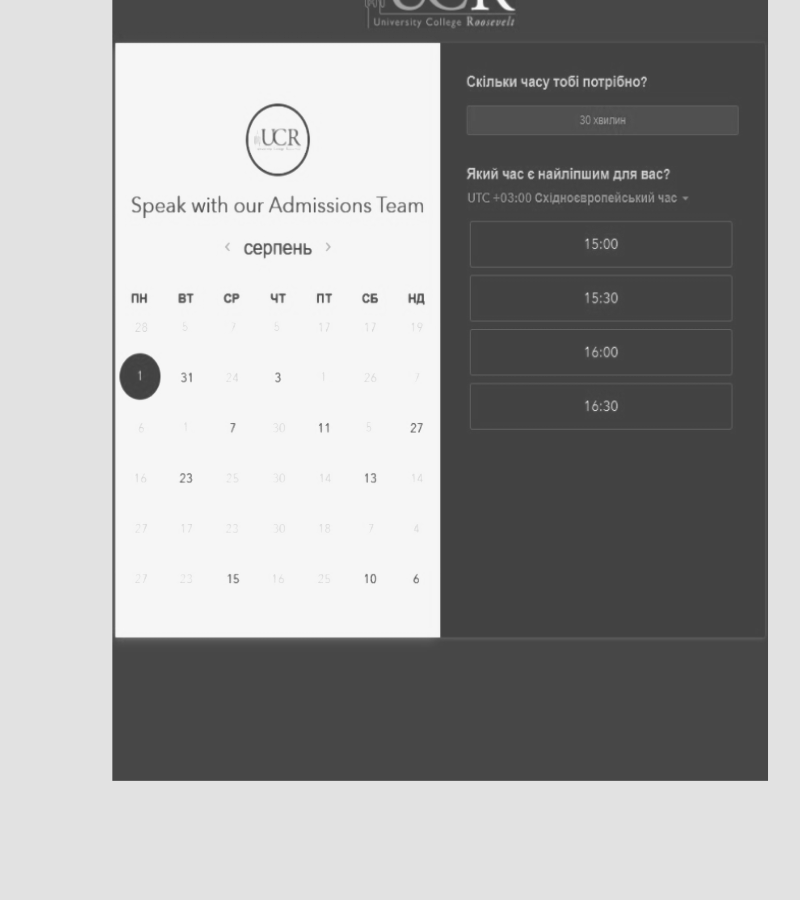 UCR
University College Roosevelt
UCR
Speak with our Admissions Team
‹ серпень ›
ПН ВТ СР ЧТ ПТ СБ НД
28 5 7 5 17 17 19
1 31 24 3 1 26 7
6 1 7 30 11 5 27
16 23 25 30 14 13 14
27 17 23 30 18 7 4
27 23 15 16 25 10 6
Скільки часу тобі потрібно?
30 хвилин
Який час є найліпшим для вас?
UTC +03:00 Східноєвропейський час
15:00
15:30
16:00
16:30